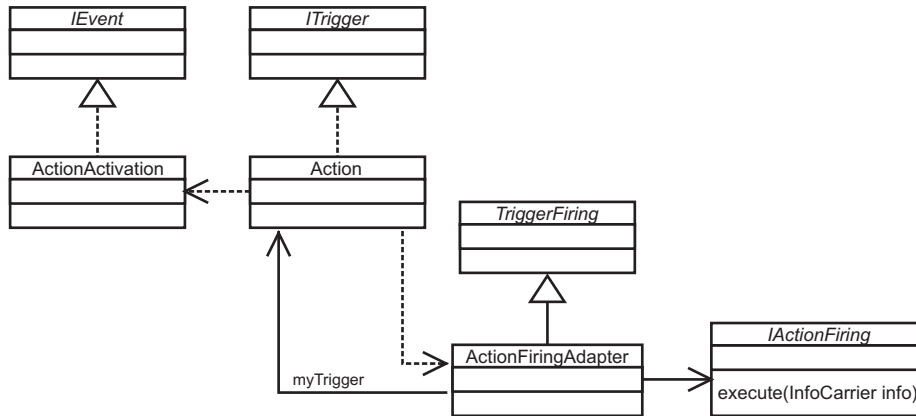 IEvent
ITrigger
ActionActivation
Action
TriggerFiring
IActionFiring
ActionFiringAdapter
myTrigger
execute(InfoCarrier info)